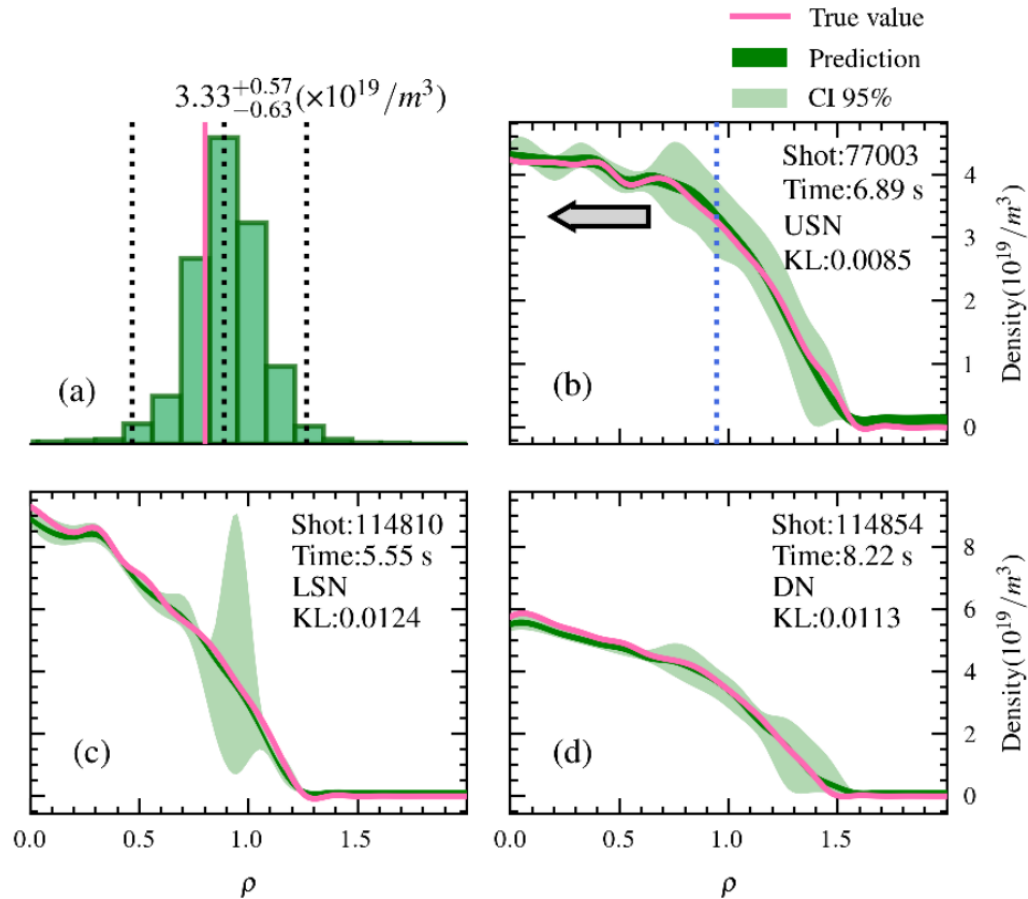 True value
Prediction
CI 95%
3.33$^{+0.57}_{-0.63}$(×10$^{19}$/m$^3$)
(a)
Shot:77003
Time:6.89 s
USN
KL:0.0085
(b)
4
3
2
1
0
Density(10$^{19}$/m$^3$)
Shot:114810
Time:5.55 s
LSN
KL:0.0124
(c)
0.0 0.5 1.0 1.5
ρ
Shot:114854
Time:8.22 s
DN
KL:0.0113
(d)
8
6
4
2
0
Density(10$^{19}$/m$^3$)
0.0 0.5 1.0 1.5
ρ